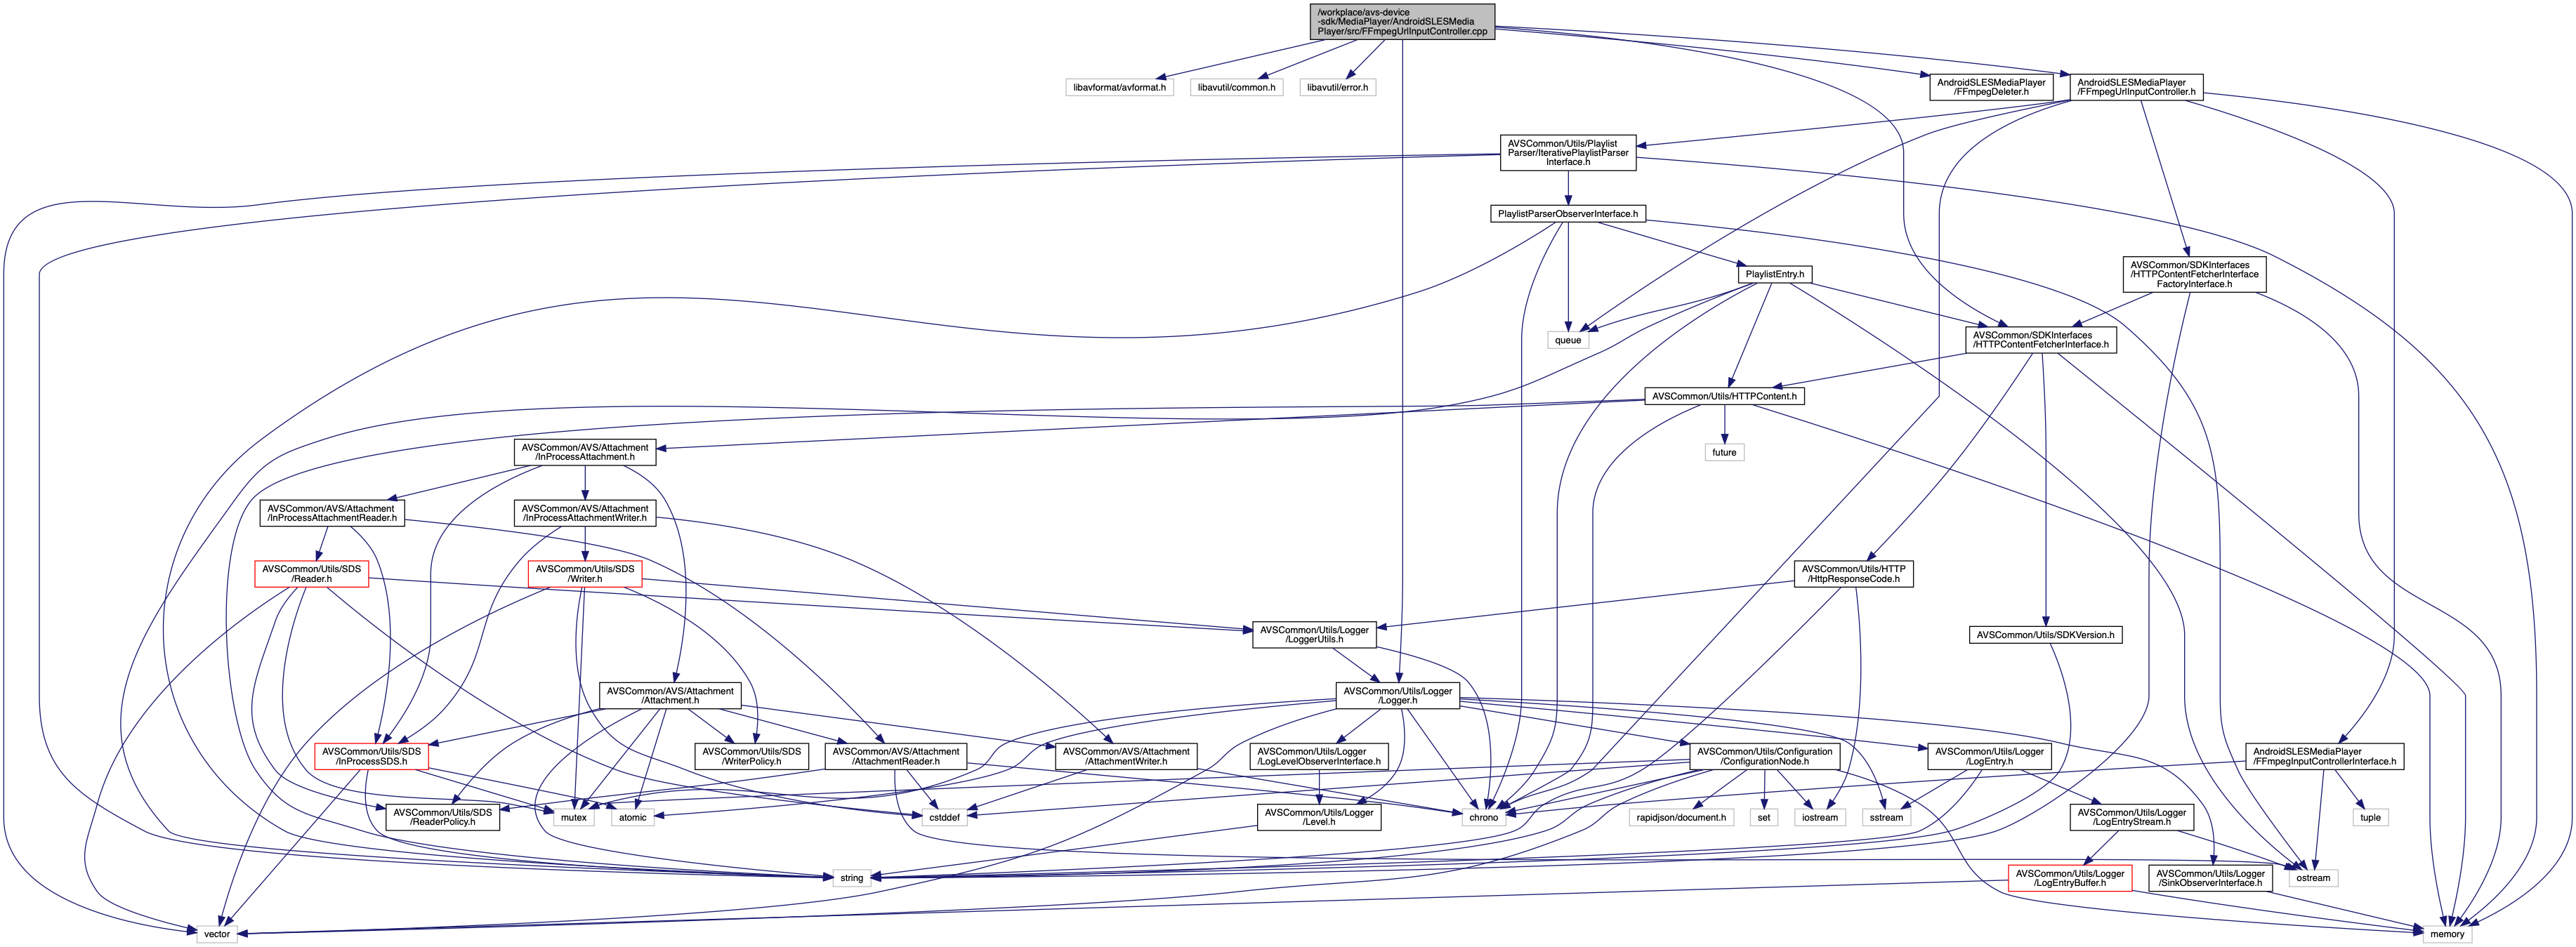 /workplace/avs-device
-sdk/MediaPlayer/AndroidSLESMedia
Player/src/FFmpegUrlInputController.cpp
libavformat/avformat.h
libavutil/common.h
libavutil/error.h
AndroidSLESMediaPlayer
/FFmpegDeleter.h
AndroidSLESMediaPlayer
/FFmpegUrlInputController.h
AVSCommon/Utils/Playlist
Parser/IterativePlaylistParser
Interface.h
PlaylistParserObserverInterface.h
PlaylistEntry.h
AVSCommon/SDKInterfaces
/HTTPContentFetcherInterface
FactoryInterface.h
queue
AVSCommon/SDKInterfaces
/HTTPContentFetcherInterface.h
AVSCommon/Utils/HTTPContent.h
AVSCommon/AVS/Attachment
/InProcessAttachment.h
future
AVSCommon/AVS/Attachment
/InProcessAttachmentReader.h
AVSCommon/AVS/Attachment
/InProcessAttachmentWriter.h
AVSCommon/Utils/SDS
/Reader.h
AVSCommon/Utils/SDS
/Writer.h
AVSCommon/Utils/HTTP
/HttpResponseCode.h
AVSCommon/Utils/Logger
/LoggerUtils.h
AVSCommon/Utils/SDKVersion.h
AVSCommon/AVS/Attachment
/Attachment.h
AVSCommon/Utils/Logger
/Logger.h
AVSCommon/Utils/SDS
/InProcessSDS.h
AVSCommon/Utils/SDS
/WriterPolicy.h
AVSCommon/AVS/Attachment
/AttachmentReader.h
AVSCommon/AVS/Attachment
/AttachmentWriter.h
AVSCommon/Utils/Logger
/LogLevelObserverInterface.h
AVSCommon/Utils/Configuration
/ConfigurationNode.h
AVSCommon/Utils/Logger
/LogEntry.h
AndroidSLESMediaPlayer
/FFmpegInputControllerInterface.h
AVSCommon/Utils/SDS
/ReaderPolicy.h
mutex
atomic
cstddef
AVSCommon/Utils/Logger
/Level.h
chrono
rapidjson/document.h
set
iostream
sstream
AVSCommon/Utils/Logger
/LogEntryStream.h
tuple
string
AVSCommon/Utils/Logger
/LogEntryBuffer.h
AVSCommon/Utils/Logger
/SinkObserverInterface.h
ostream
vector
memory